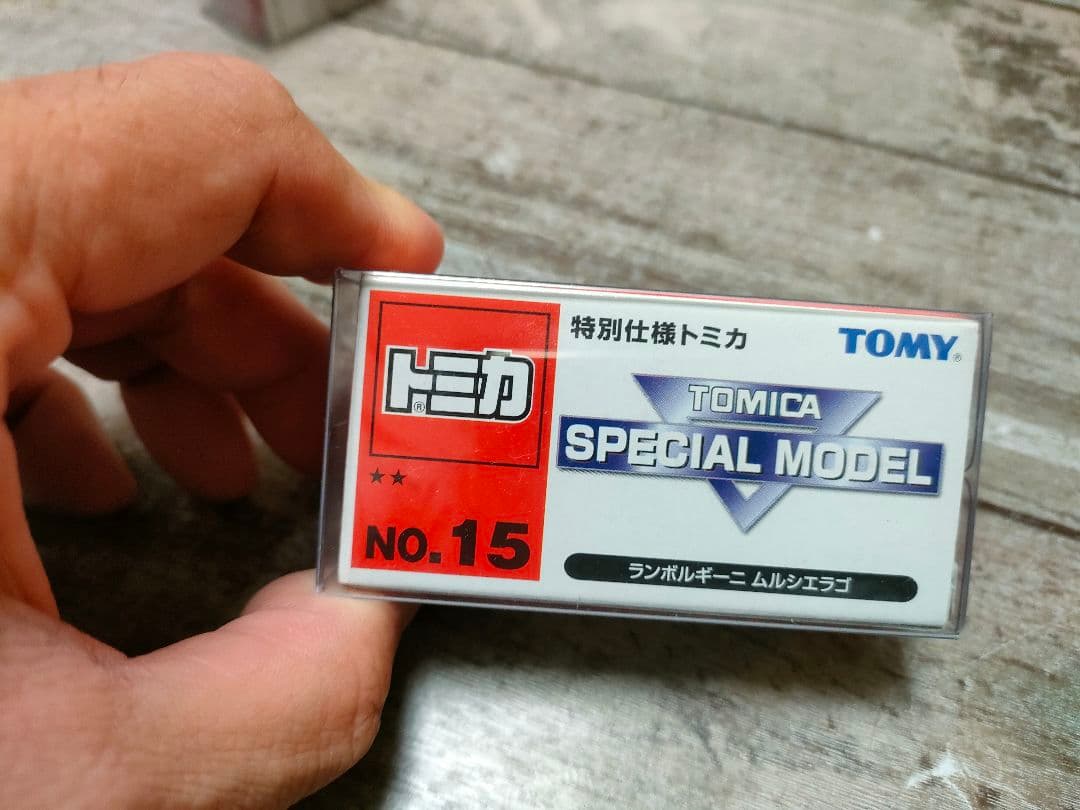 トミカ®
★★
NO.15
特別仕様トミカ
TOMY®
TOMICA
SPECIAL MODEL
ランボルギーニ ムルシエラゴ